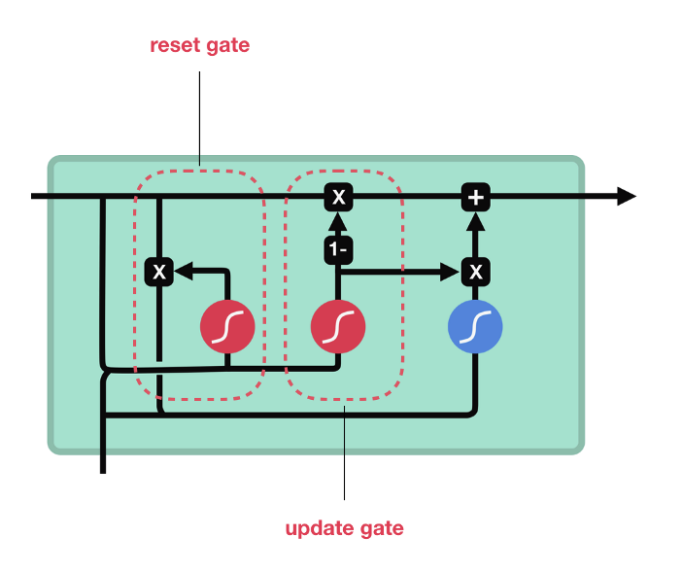 reset gate
X
+
1-
X
X
update gate